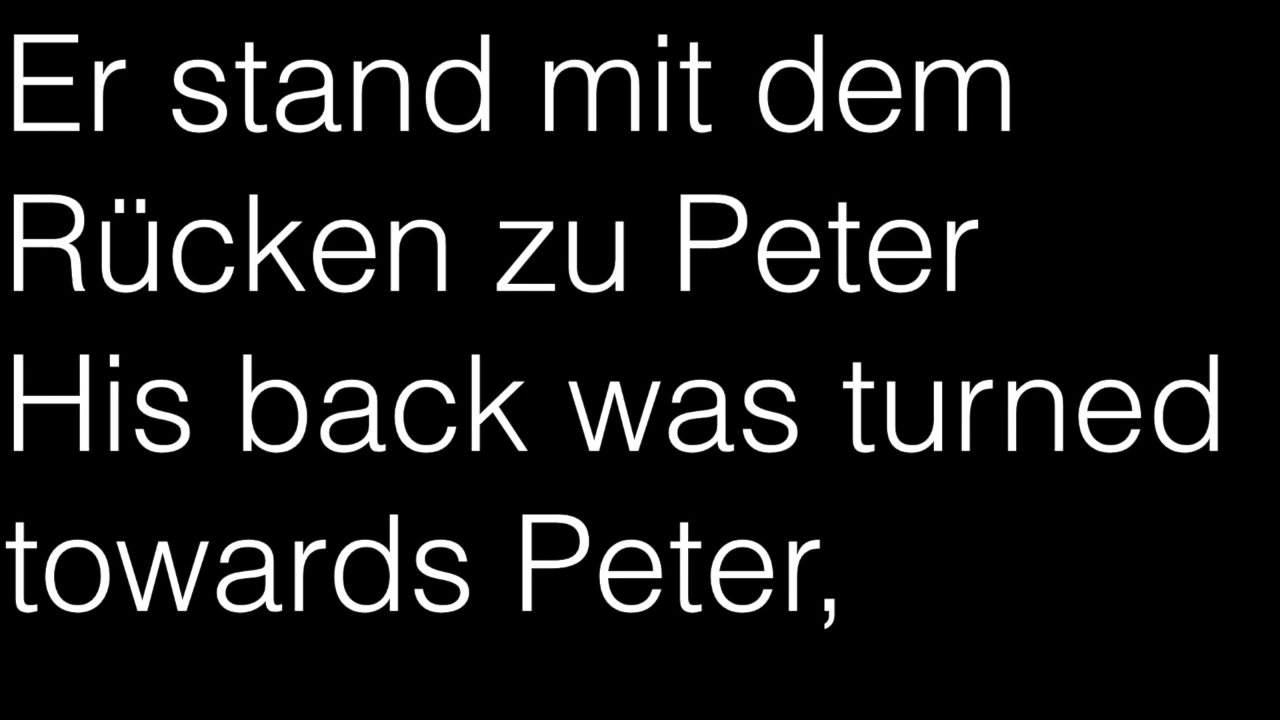 Er stand mit dem
Rücken zu Peter
His back was turned
towards Peter,